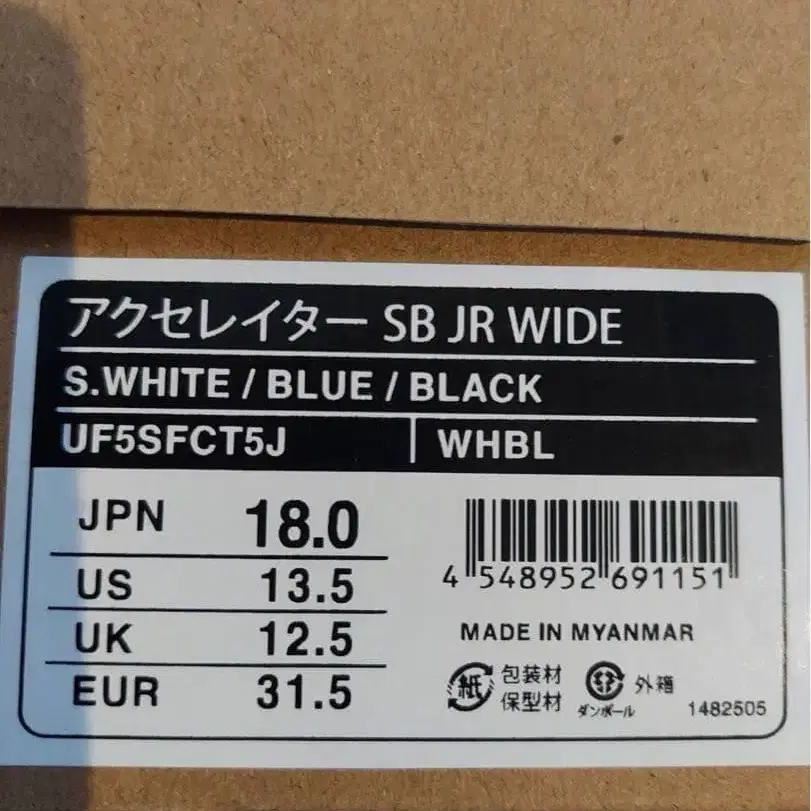 アクセレイター SB JR WIDE
S.WHITE / BLUE / BLACK
UF5SFCT5J WHBL
JPN 18.0
US 13.5
UK 12.5
EUR 31.5
4 548952 691151
MADE IN MYANMAR
紙 包装材
保型材
ダンボール 外箱
1482505